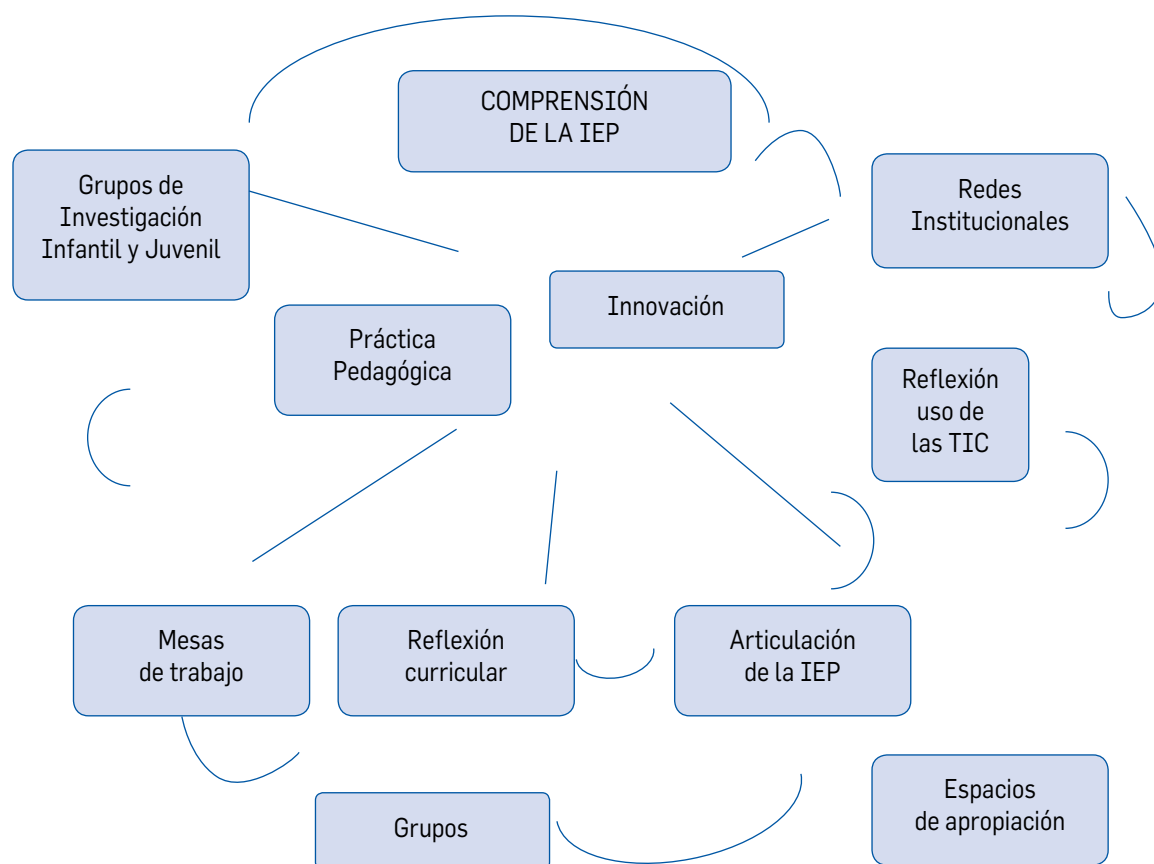 COMPRENSIÓN
DE LA IEP
Grupos de
Investigación
Infantil y Juvenil
Redes
Institucionales
Innovación
Práctica
Pedagógica
Reflexión
uso de
las TIC
Mesas
de trabajo
Reflexión
curricular
Articulación
de la IEP
Grupos
Espacios
de apropiación